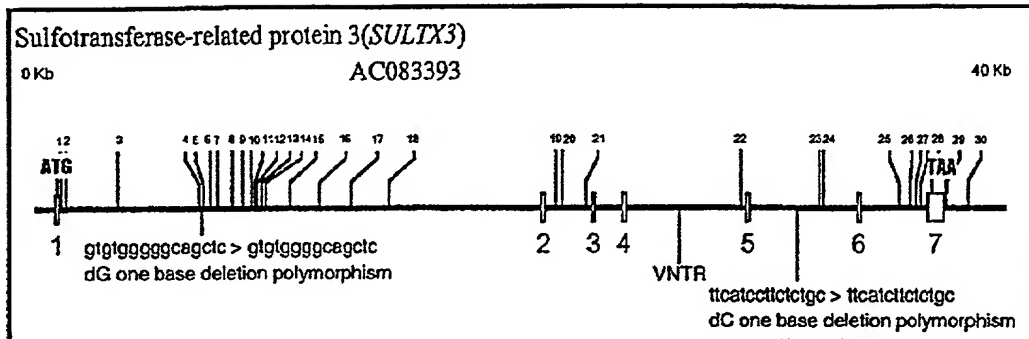 Sulfotransferase-related protein 3(SULTX3)
0 Kb AC083393 40 Kb
12 3 4 5 6 7 8 9 10 11 12 13 14 15 16 17 18 19 20 21 22 23 24 25 26 27 28 29 30
ATG TAA
1 2 3 4 5 6 7
gtgtgggggcagctc > gtgtggggcagctc
dG one base deletion polymorphism
VNTR
ttcatccttctctgc > ttcatcttctctgc
dC one base deletion polymorphism